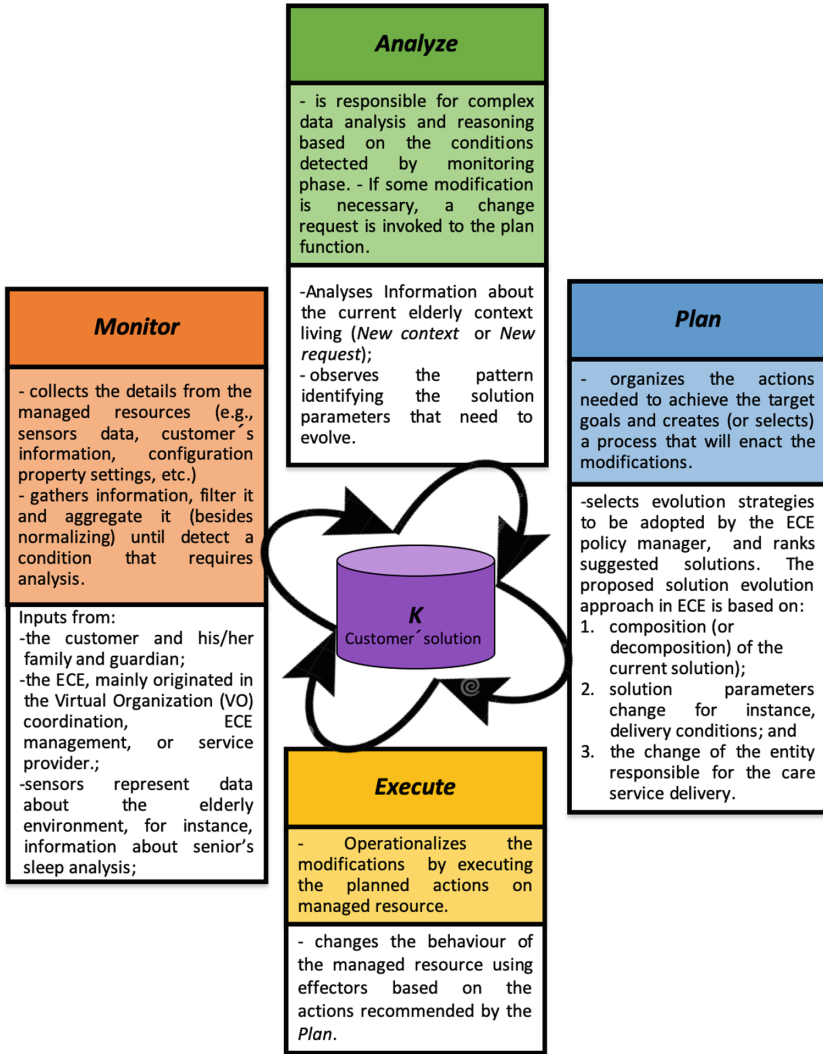 Analyze
- is responsible for complex
data analysis and reasoning
based on the conditions
detected by monitoring
phase. - If some modification
is necessary, a change
request is invoked to the plan
function.
-Analyses Information about
the current elderly context
living (New context or New
request);
- observes the pattern
identifying the solution
parameters that need to
evolve.
Monitor
- collects the details from the
managed resources (e.g.,
sensors data, customer´s
information, configuration
property settings, etc.)
- gathers information, filter it
and aggregate it (besides
normalizing) until detect a
condition that requires
analysis.
Inputs from:
-the customer and his/her
family and guardian;
-the ECE, mainly originated in
the Virtual Organization (VO)
coordination, ECE
management, or service
provider.;
-sensors represent data
about the elderly
environment, for instance,
information about senior’s
sleep analysis;
K
Customer´solution
Plan
- organizes the actions
needed to achieve the target
goals and creates (or selects)
a process that will enact the
modifications.
-selects evolution strategies
to be adopted by the ECE
policy manager, and ranks
suggested solutions. The
proposed solution evolution
approach in ECE is based on:
1. composition (or
decomposition) of the
current solution);
2. solution parameters
change for instance,
delivery conditions; and
3. the change of the entity
responsible for the care
service delivery.
Execute
- Operationalizes the
modifications by executing
the planned actions on
managed resource.
- changes the behaviour of
the managed resource using
effectors based on the
actions recommended by the
Plan.